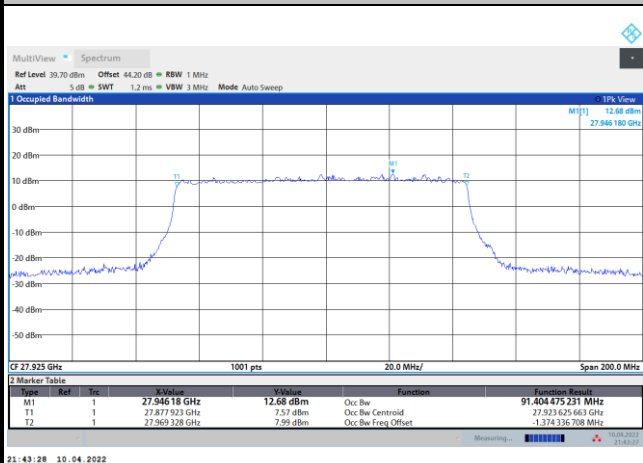 MultiView Spectrum
Ref Level 39.70 dBm Offset 44.20 dB RBW 1 MHz
Att 5 dB SWT 1.2 ms VBW 3 MHz Mode Auto Sweep
1 Occupied Bandwidth 1Pk View
M1[1] 12.68 dBm
27.946 180 GHz
30 dBm
20 dBm
M1
T1 T2
10 dBm
0 dBm
-10 dBm
-20 dBm
-30 dBm
-40 dBm
-50 dBm
CF 27.925 GHz 1001 pts 20.0 MHz/ Span 200.0 MHz
2 Marker Table
Type Ref Trc X-Value Y-Value Function Function Result
M1 1 27.946 18 GHz 12.68 dBm Occ Bw 91.404 475 231 MHz
T1 1 27.877 923 GHz 7.57 dBm Occ Bw Centroid 27.923 625 663 GHz
T2 1 27.969 328 GHz 7.99 dBm Occ Bw Freq Offset -1.374 336 708 MHz
Measuring... 10.04.2022
21:43:27
21:43:28 10.04.2022